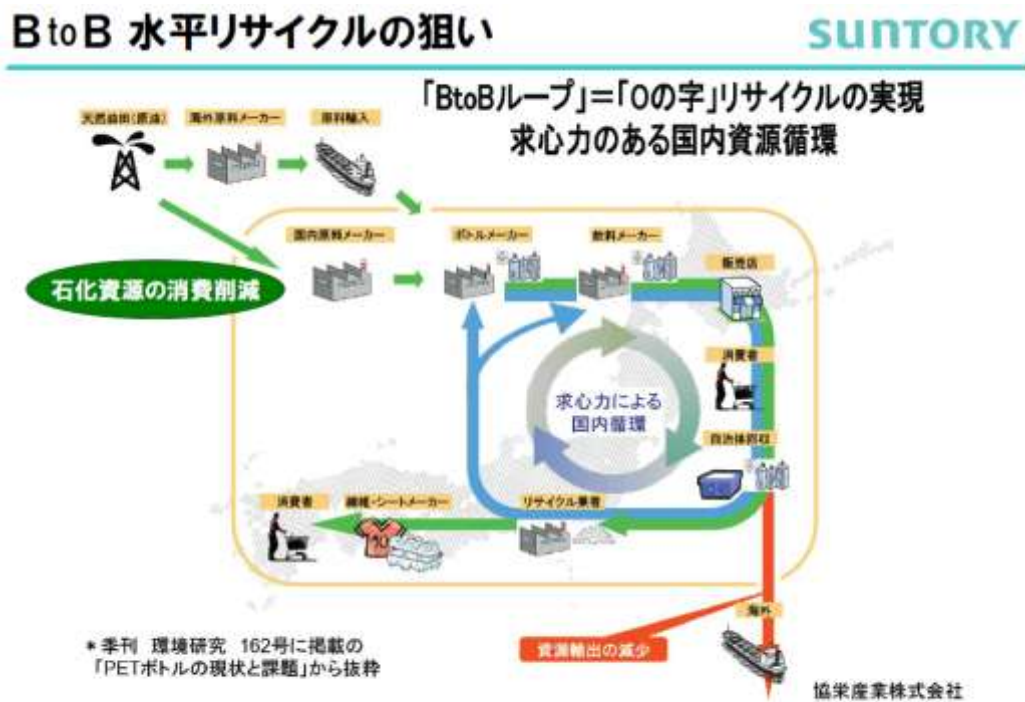 BtoB 水平リサイクルの狙い
SUNTORY
「BtoBループ」=「Oの字」リサイクルの実現
求心力のある国内資源循環
天然油田(原油)
海外原料メーカー
原料輸入
国内原料メーカー
ボトルメーカー
飲料メーカー
販売店
石化資源の消費削減
消費者
求心力による
国内循環
自治体回収
消費者
繊維・シートメーカー
リサイクル業者
海外
資源輸出の減少
*季刊 環境研究 162号に掲載の
「PETボトルの現状と課題」から抜粋
協栄産業株式会社